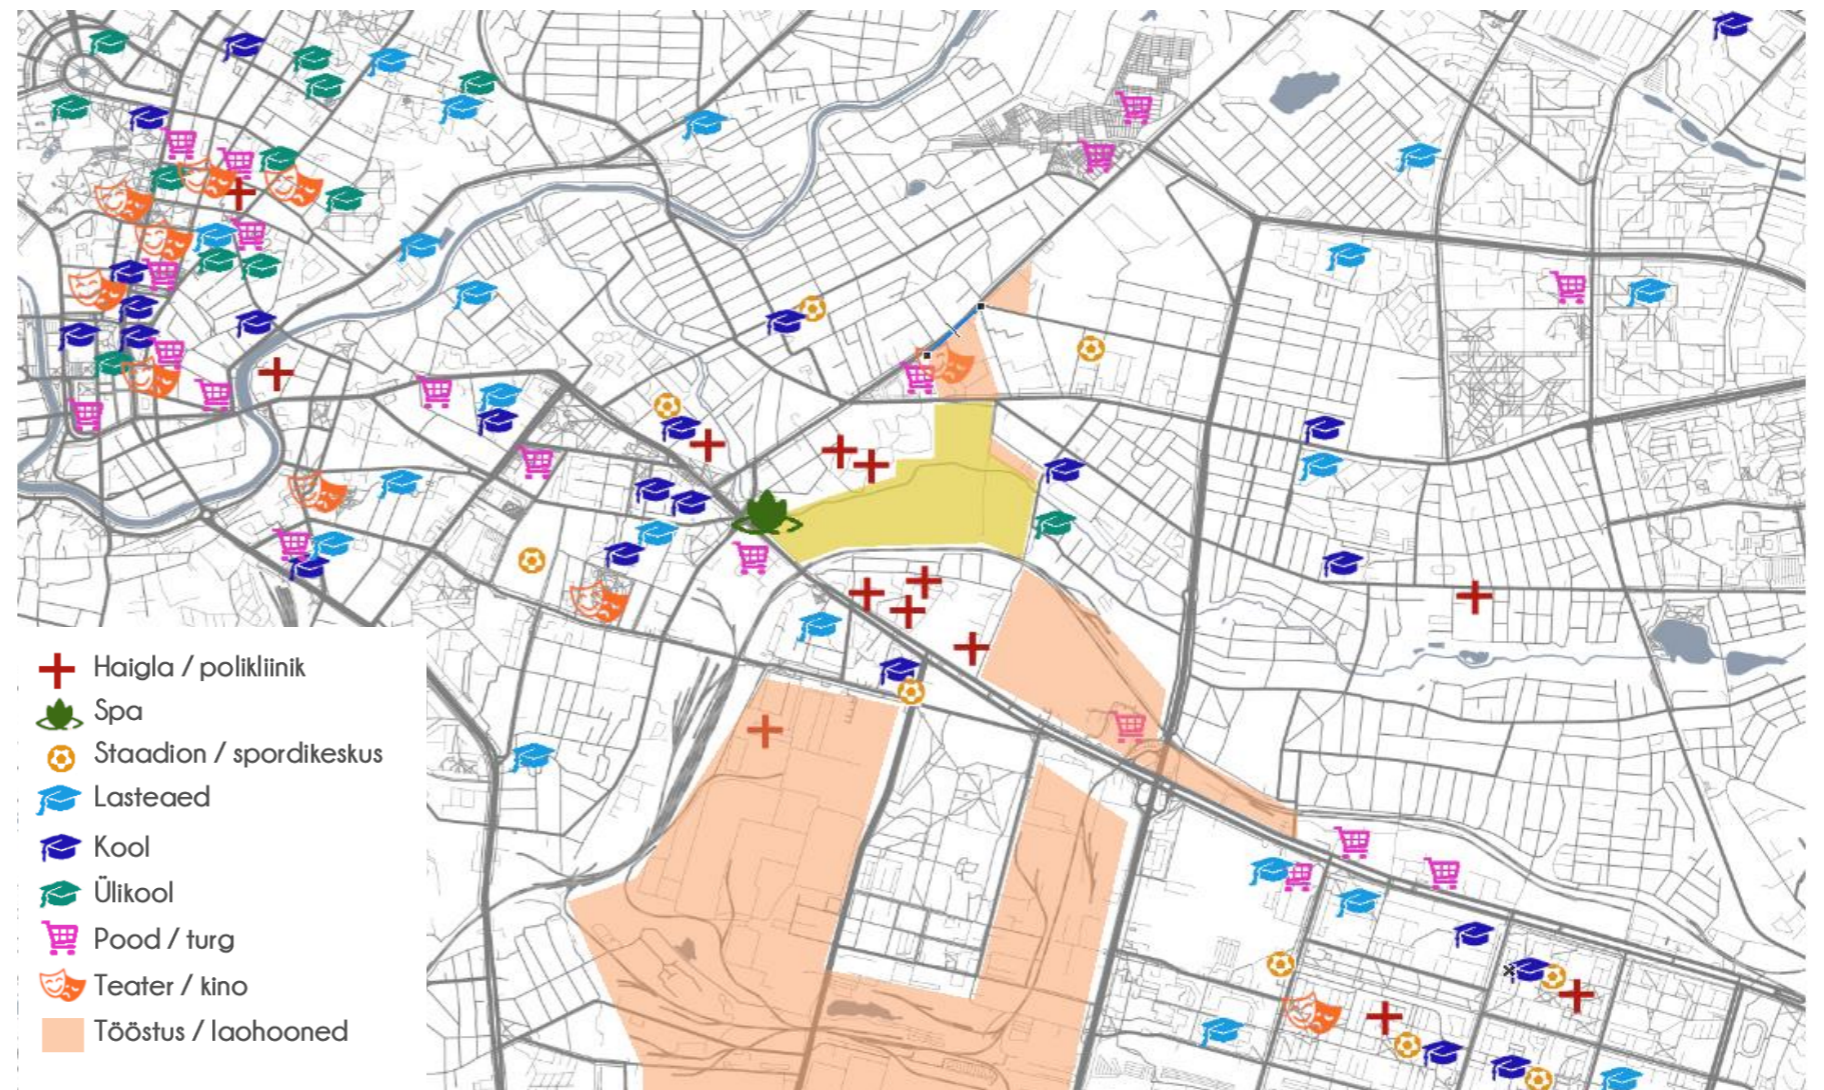 Haigla / polikliinik
Spa
Staadion / spordikeskus
Lasteaed
Kool
Ülikool
Pood / turg
Teater / kino
Tööstus / laohooned